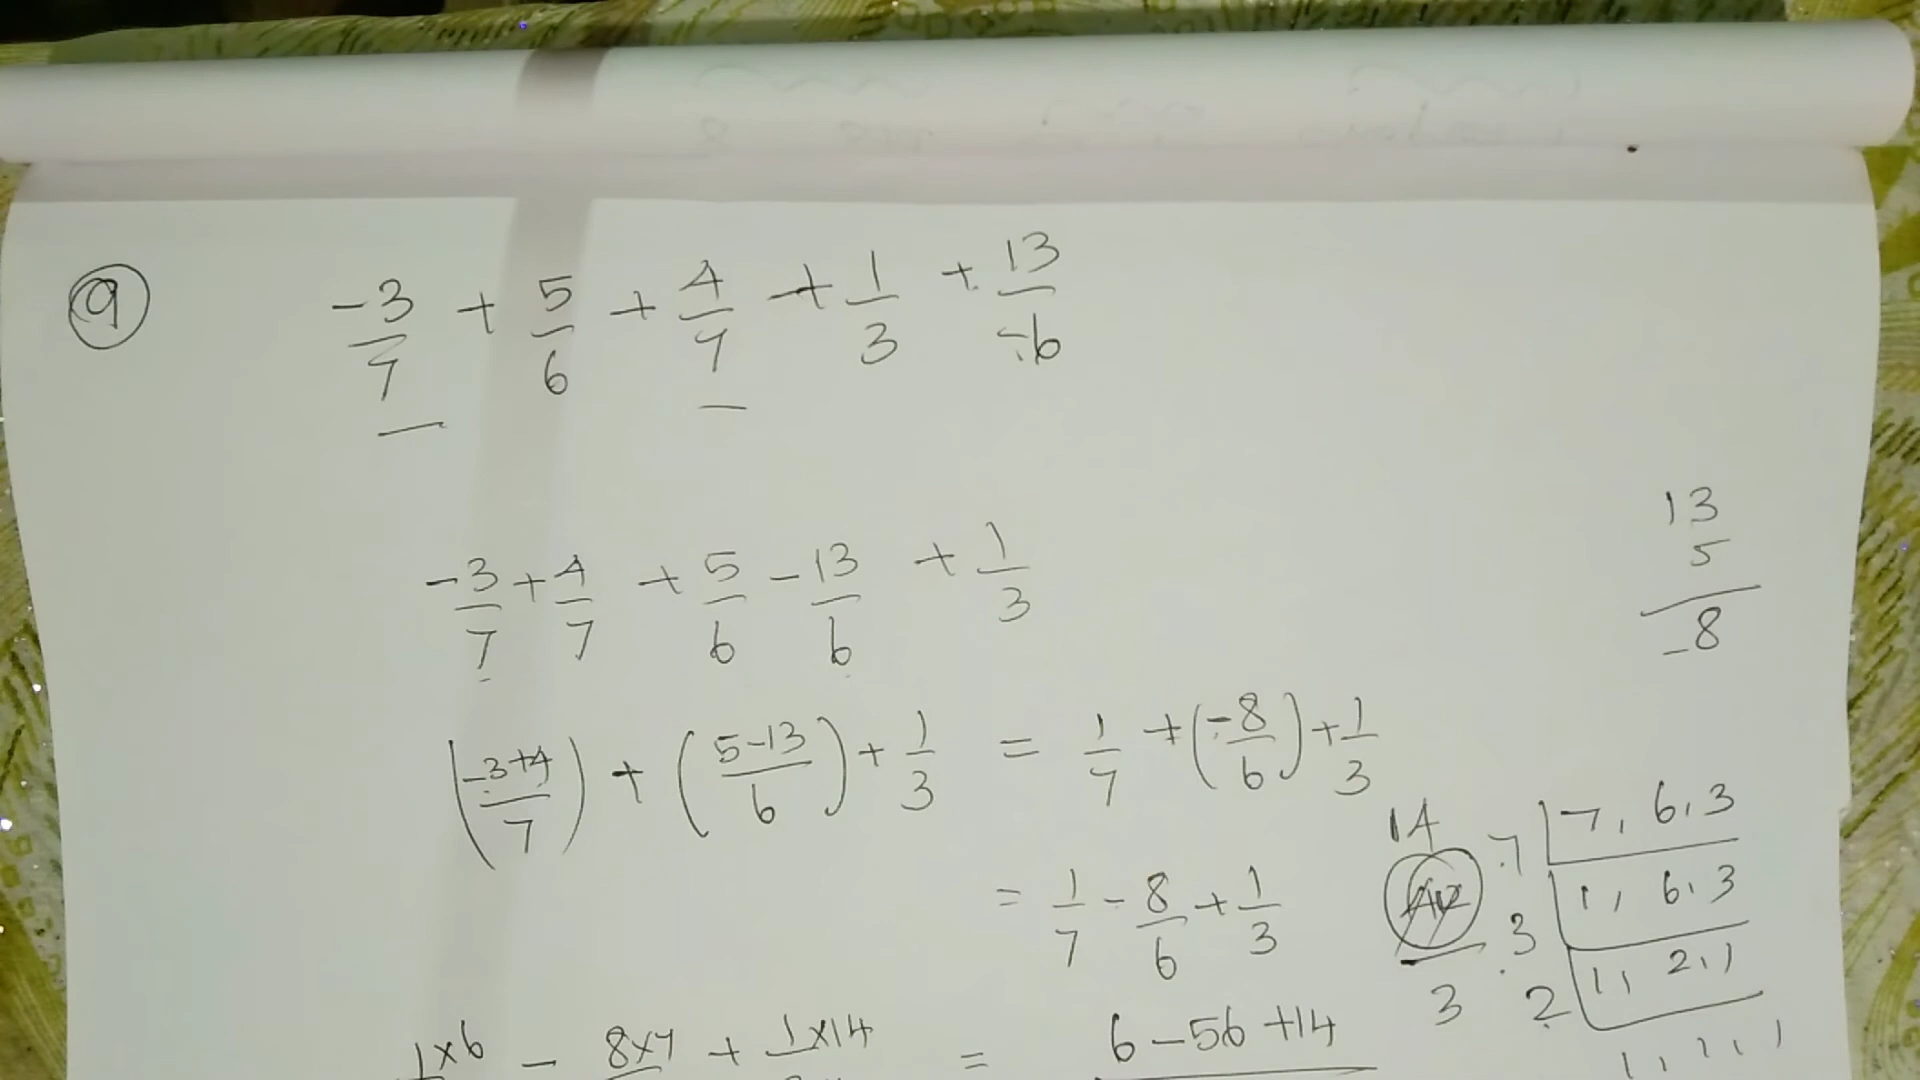 9 -3/7 + 5/6 + 4/7 + 1/3 + 13/-6
-3/7 + 4/7 + 5/6 - 13/6 + 1/3
13
5
-8
(-3+4/7) + (5-13/6) + 1/3 = 1/7 + (-8/6) + 1/3
= 1/7 - 8/6 + 1/3
14
3
7 7, 6, 3
3 1, 6, 3
2 1, 2, 1
1, 1, 1
1×6 - 8×7 + 1×14 = 6-56+14